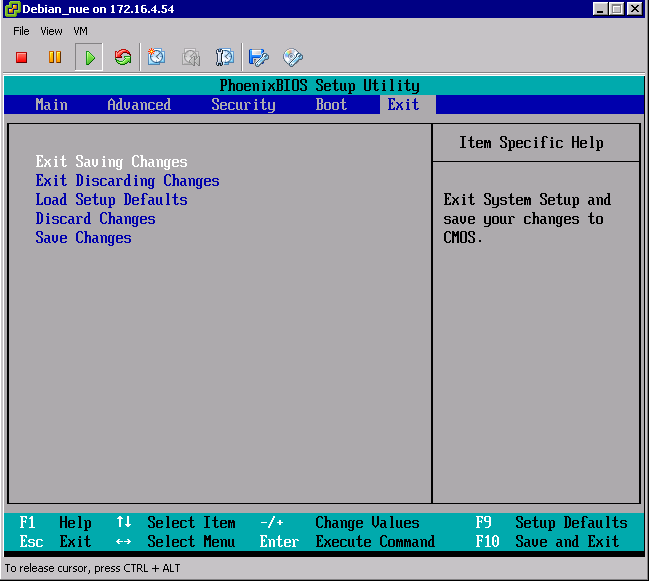 Debian_nue on 172.16.4.54
File View VM
PhoenixBIOS Setup Utility
Main Advanced Security Boot Exit
Item Specific Help
Exit Saving Changes
Exit Discarding Changes
Load Setup Defaults
Discard Changes
Save Changes
Exit System Setup and
save your changes to
CMOS.
F1 Help ↑↓ Select Item -/+ Change Values F9 Setup Defaults
Esc Exit ↔ Select Menu Enter Execute Command F10 Save and Exit
To release cursor, press CTRL + ALT